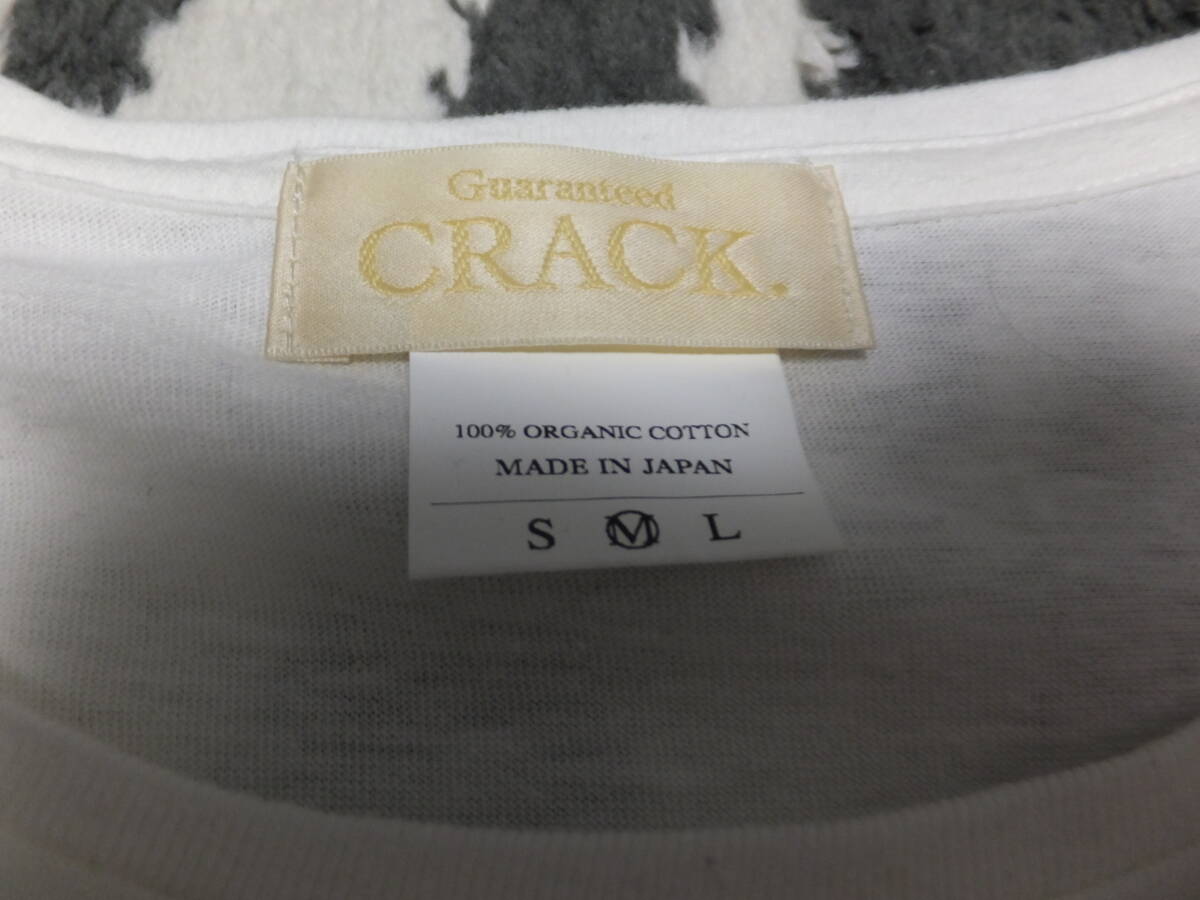 Guaranteed
CRACK.
100% ORGANIC COTTON
MADE IN JAPAN
S M L